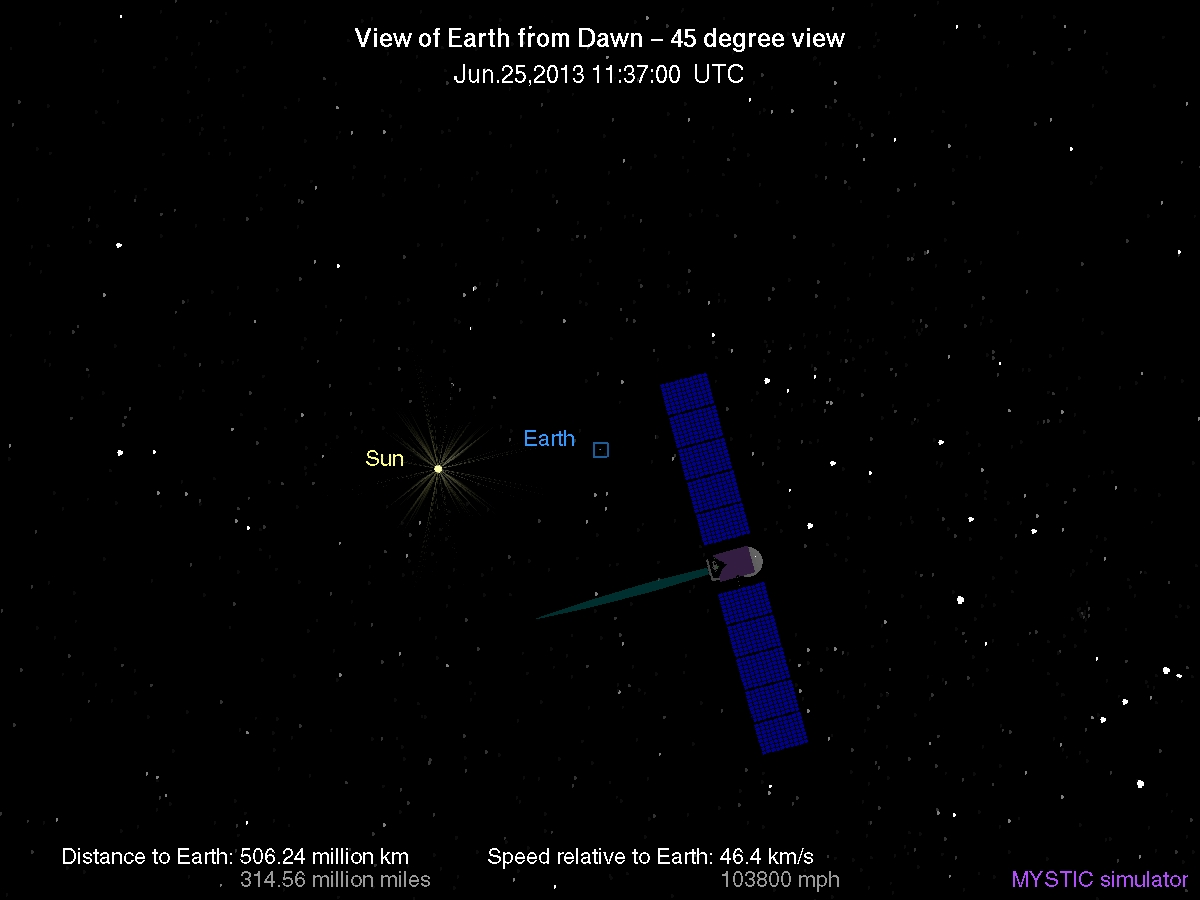 View of Earth from Dawn – 45 degree view
Jun.25,2013 11:37:00 UTC
Earth
Sun
Distance to Earth: 506.24 million km
314.56 million miles
Speed relative to Earth: 46.4 km/s
103800 mph
MYSTIC simulator